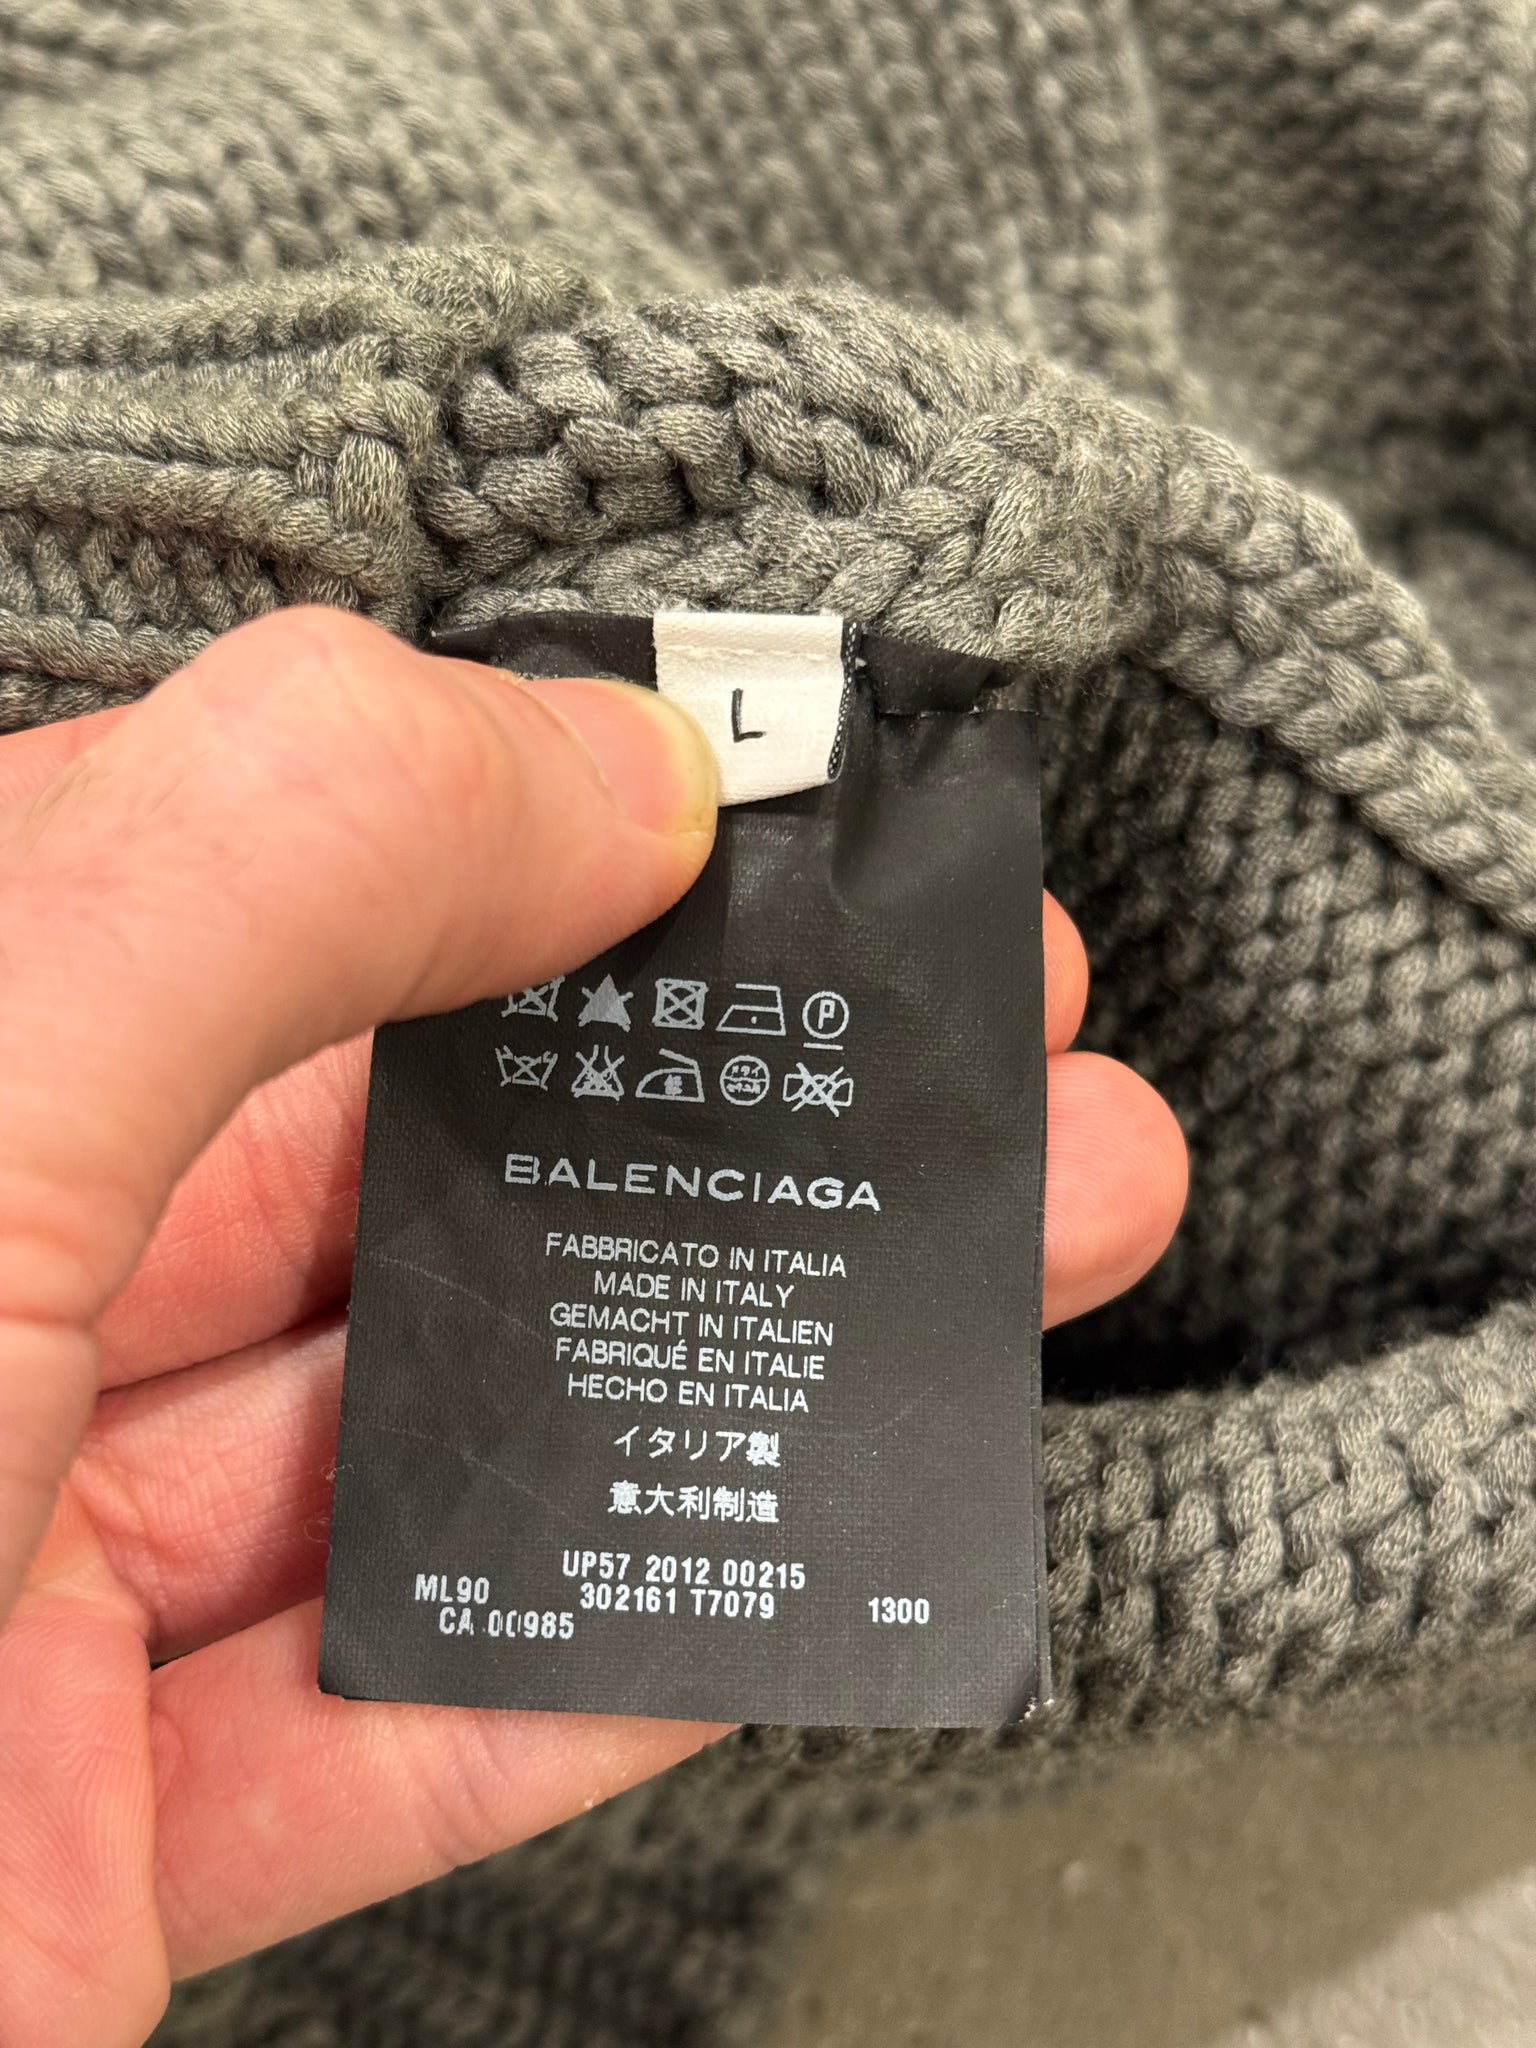 L
P
BALENCIAGA
FABBRICATO IN ITALIA
MADE IN ITALY
GEMACHT IN ITALIEN
FABRIQUÉ EN ITALIE
HECHO EN ITALIA
イタリア製
意大利制造
UP57 2012 00215
ML90 302161 T7079 1300
CA 00985